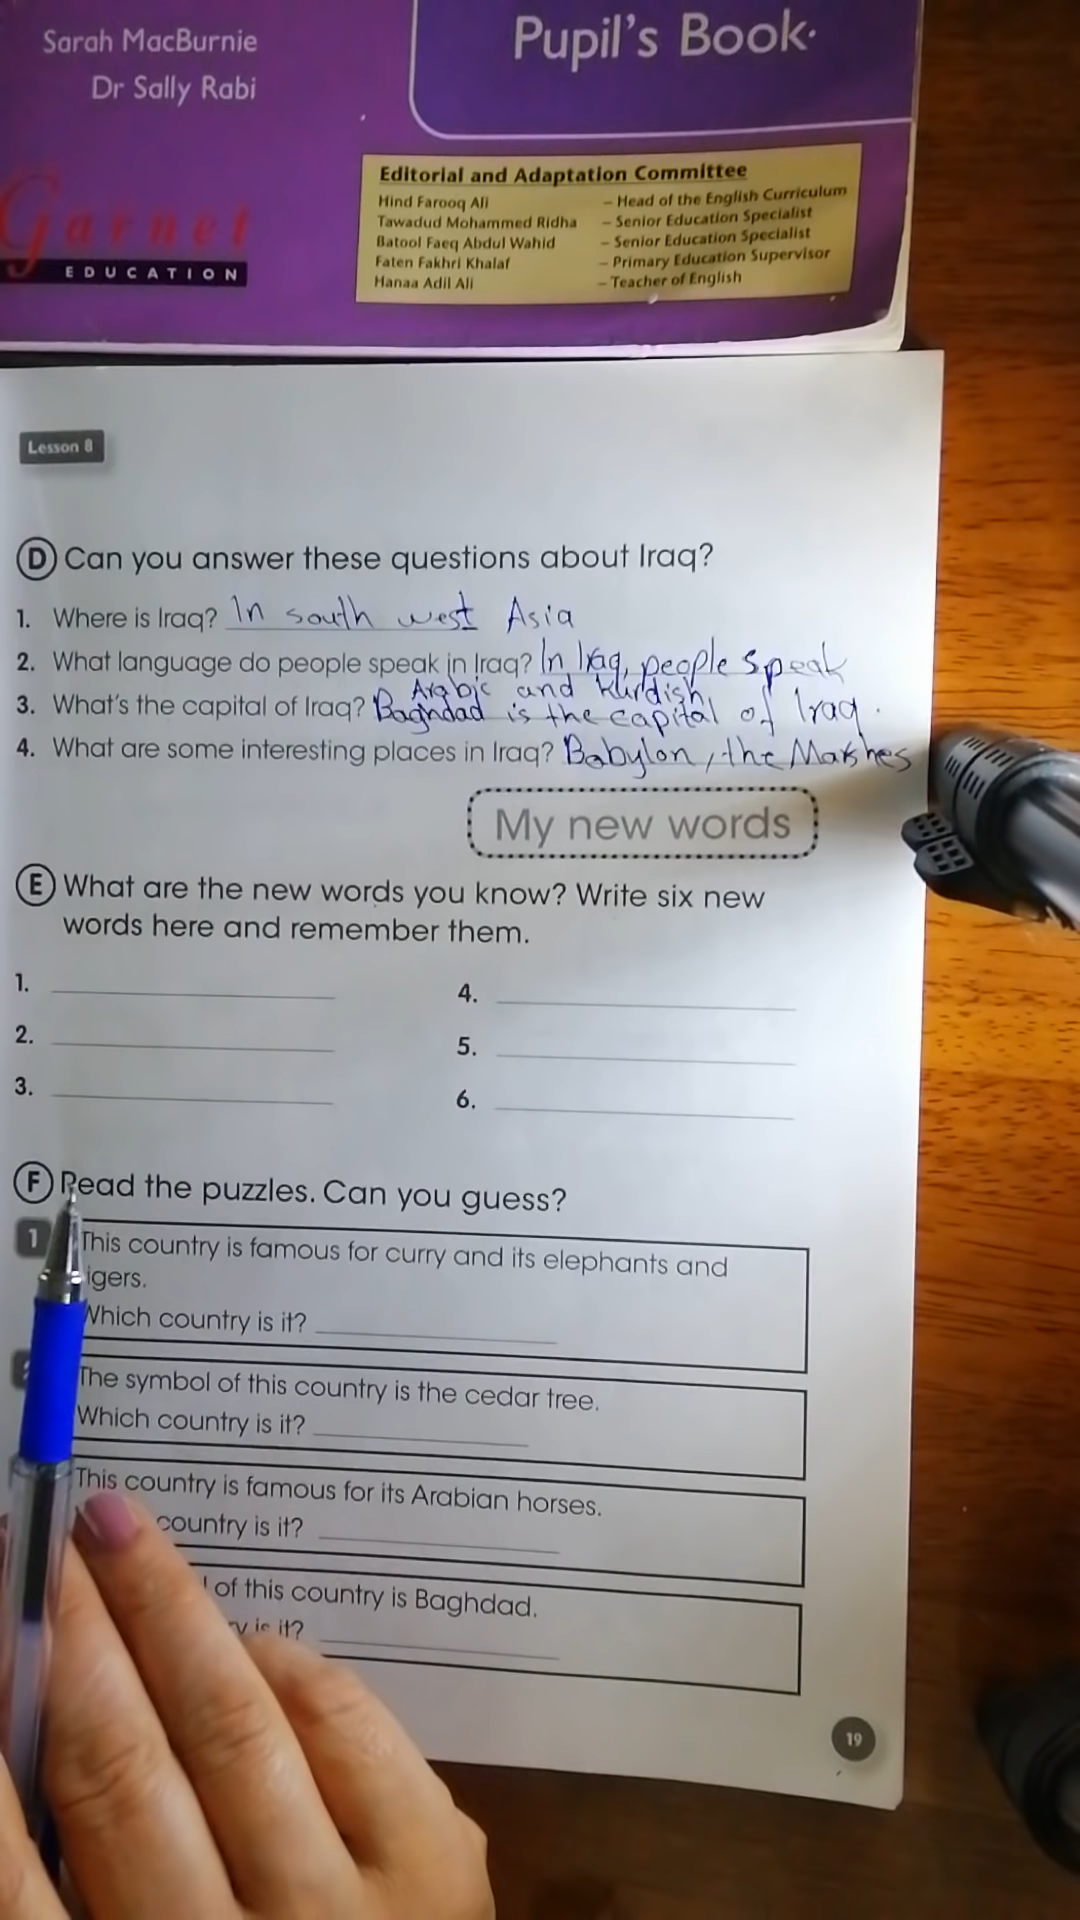 Sarah MacBurnie
Dr Sally Rabi
Pupil's Book
Garnet
EDUCATION
Editorial and Adaptation Committee
Hind Farooq Ali – Head of the English Curriculum
Tawadud Mohammed Ridha – Senior Education Specialist
Batool Faeq Abdul Wahid – Senior Education Specialist
Faten Fakhri Khalaf – Primary Education Supervisor
Hanaa Adil Ali – Teacher of English
Lesson 8
D Can you answer these questions about Iraq?
1. Where is Iraq? In south west Asia
2. What language do people speak in Iraq? In Iraq, people speak
Arabic and Kurdish
3. What's the capital of Iraq? Baghdad is the capital of Iraq.
4. What are some interesting places in Iraq? Babylon, the Marshes
My new words
E What are the new words you know? Write six new
words here and remember them.
1.
2.
3.
4.
5.
6.
F Read the puzzles. Can you guess?
1 This country is famous for curry and its elephants and
igers.
Which country is it?
The symbol of this country is the cedar tree.
Which country is it?
This country is famous for its Arabian horses.
country is it?
of this country is Baghdad.
is it?
19